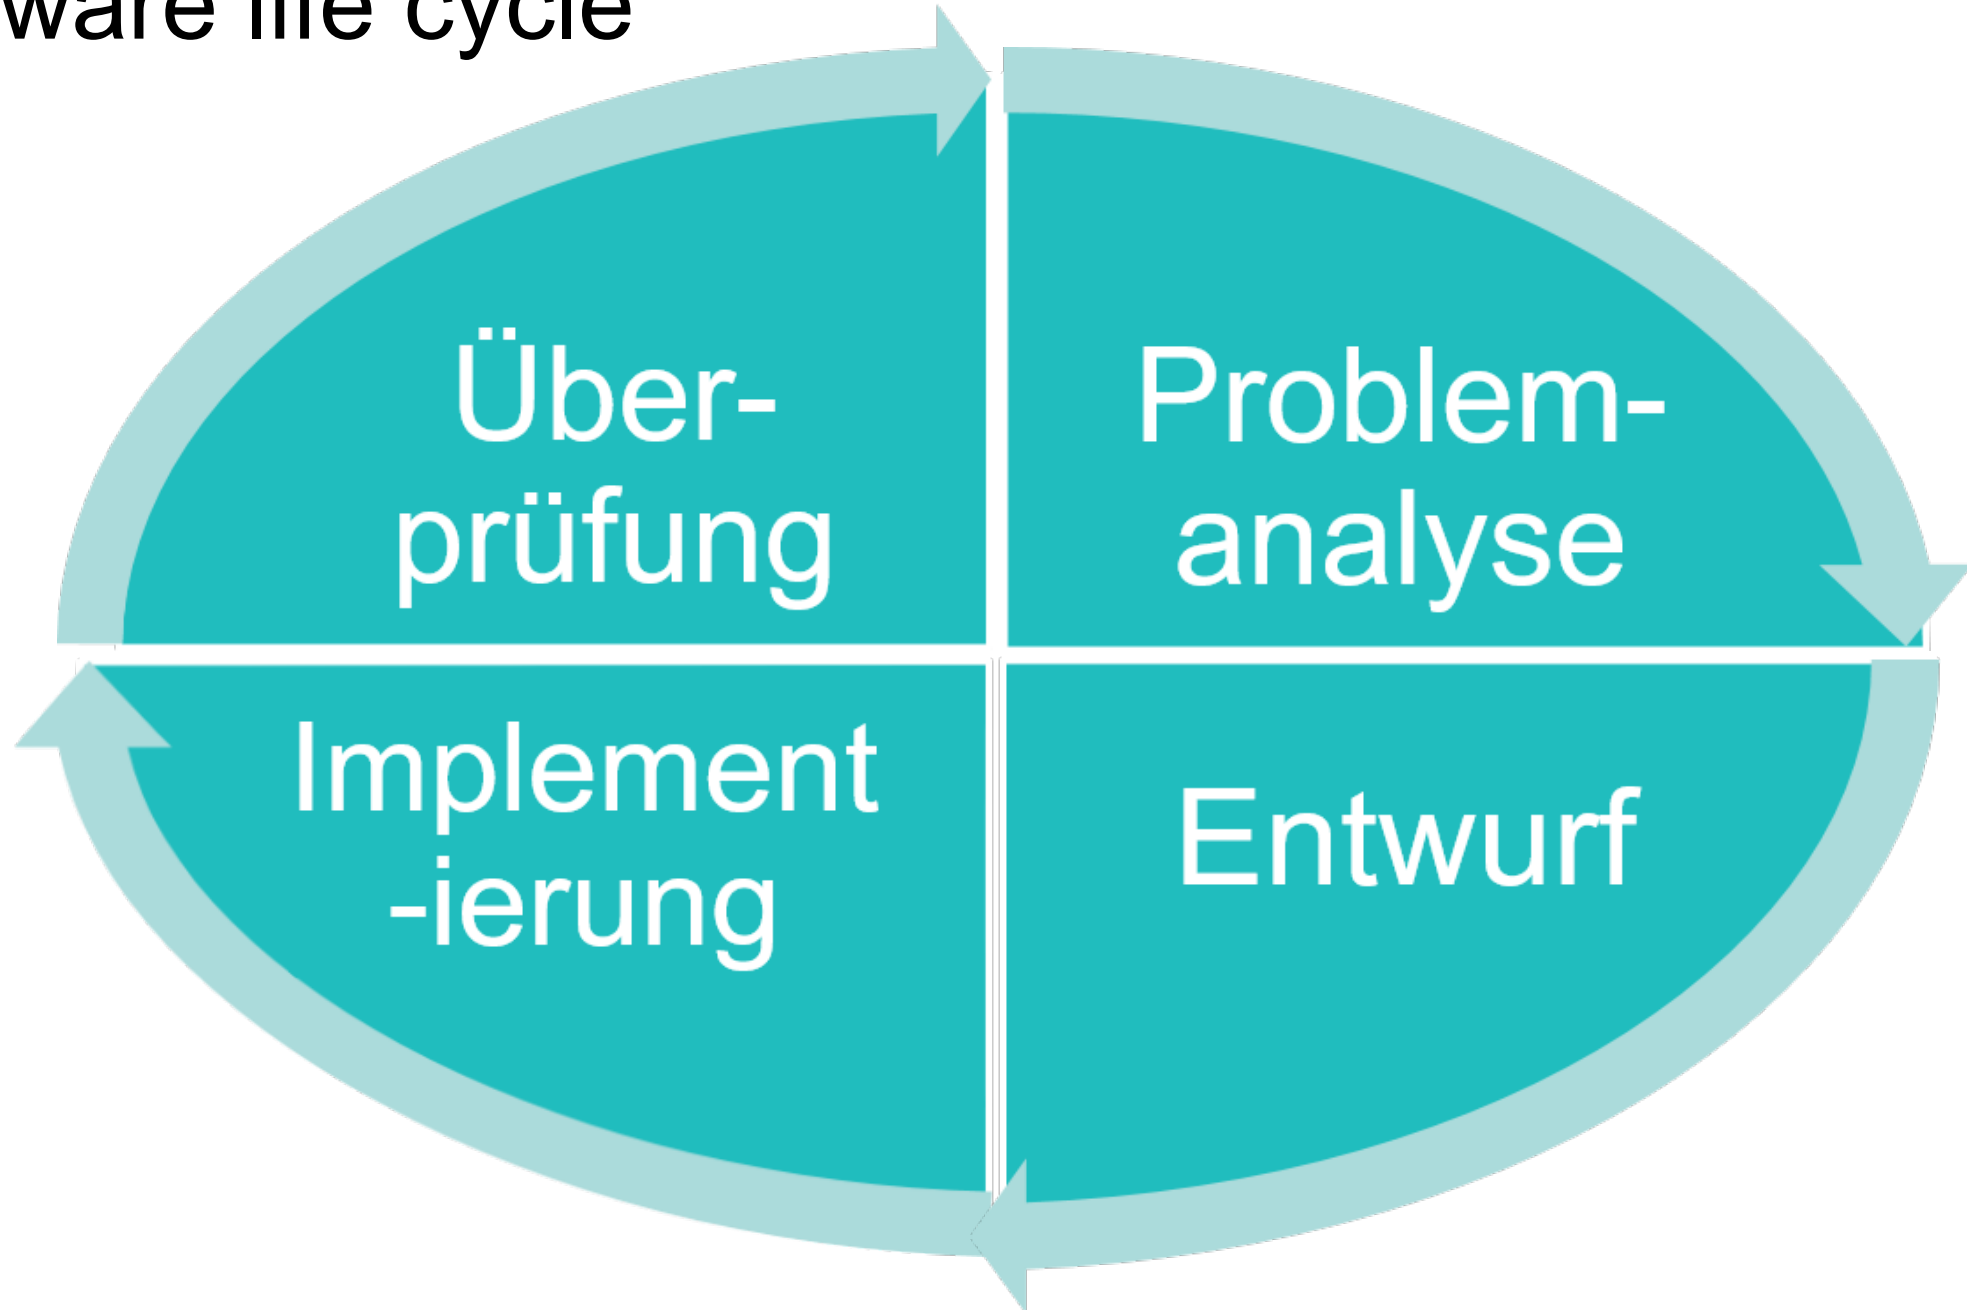 ware life cycle
Über-
prüfung
Problem-
analyse
Implement
-ierung
Entwurf